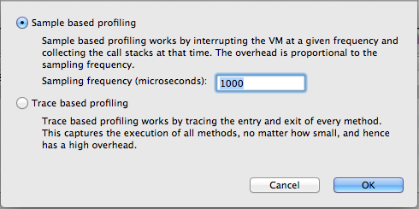 Sample based profiling
Sample based profiling works by interrupting the VM at a given frequency and
collecting the call stacks at that time. The overhead is proportional to the
sampling frequency.
Sampling frequency (microseconds): 1000
Trace based profiling
Trace based profiling works by tracing the entry and exit of every method.
This captures the execution of all methods, no matter how small, and hence
has a high overhead.
Cancel OK